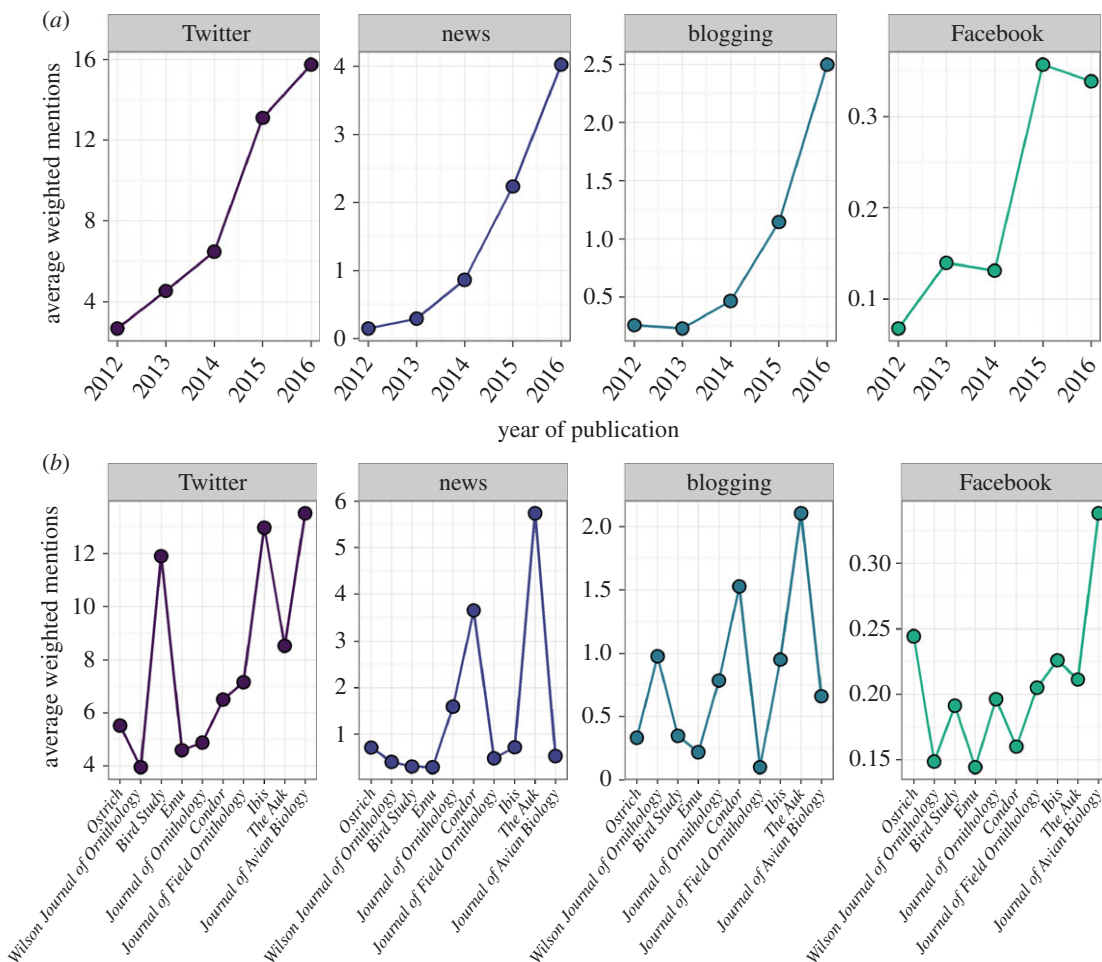 (a)
Twitter news blogging Facebook
average weighted mentions
16
12
8
4
4
3
2
1
0
2.5
2.0
1.5
1.0
0.5
0.3
0.2
0.1
2012 2013 2014 2015 2016
2012 2013 2014 2015 2016
2012 2013 2014 2015 2016
2012 2013 2014 2015 2016
year of publication
(b)
Twitter news blogging Facebook
average weighted mentions
12
10
8
6
4
6
5
4
3
2
1
2.0
1.5
1.0
0.5
0
0.30
0.25
0.20
0.15
Ostrich
Wilson Journal of Ornithology
Bird Study
Emu
Journal of Ornithology
Condor
Journal of Field Ornithology
Ibis
The Auk
Journal of Avian Biology
Ostrich
Wilson Journal of Ornithology
Bird Study
Emu
Journal of Ornithology
Condor
Journal of Field Ornithology
Ibis
The Auk
Journal of Avian Biology
Ostrich
Wilson Journal of Ornithology
Bird Study
Emu
Journal of Ornithology
Condor
Journal of Field Ornithology
Ibis
The Auk
Journal of Avian Biology
Ostrich
Wilson Journal of Ornithology
Bird Study
Emu
Journal of Ornithology
Condor
Journal of Field Ornithology
Ibis
The Auk
Journal of Avian Biology